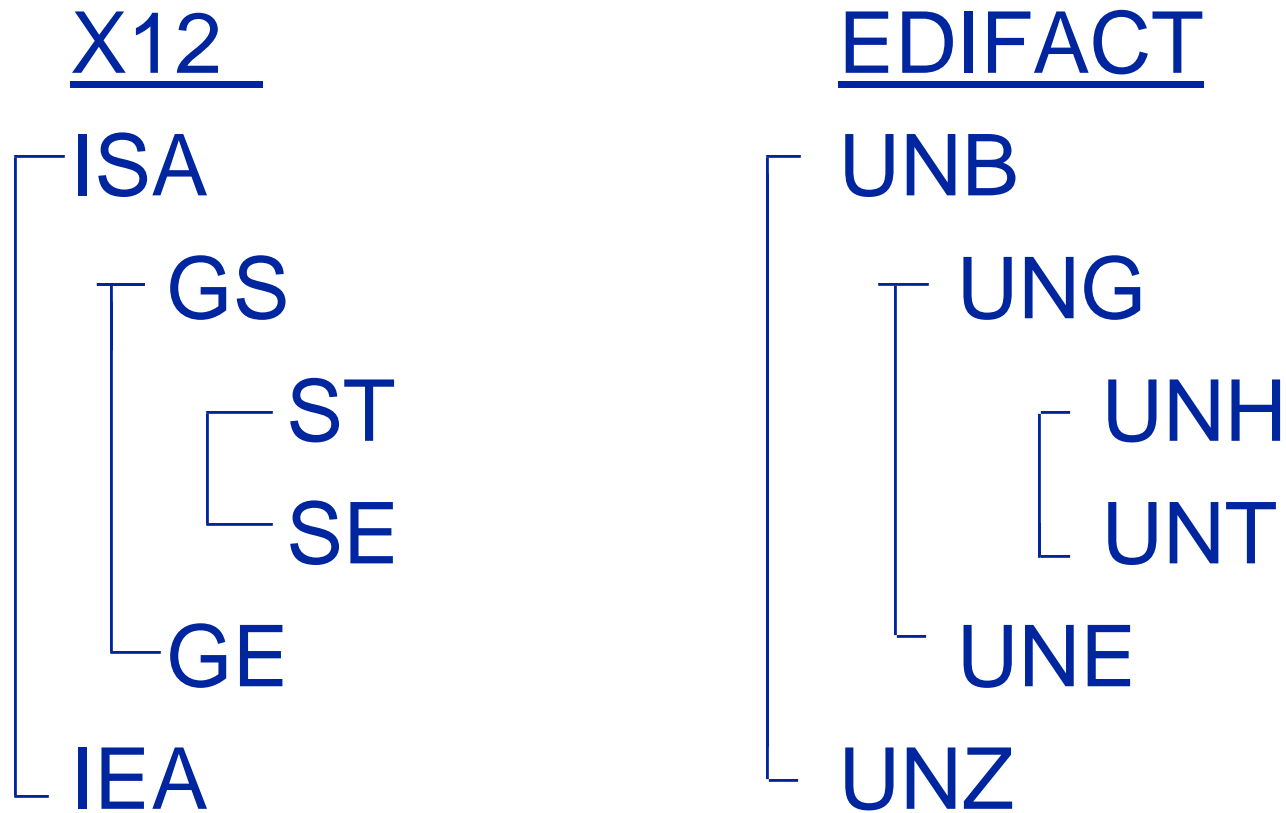 X12
ISA
GS
ST
SE
GE
IEA
EDIFACT
UNB
UNG
UNH
UNT
UNE
UNZ